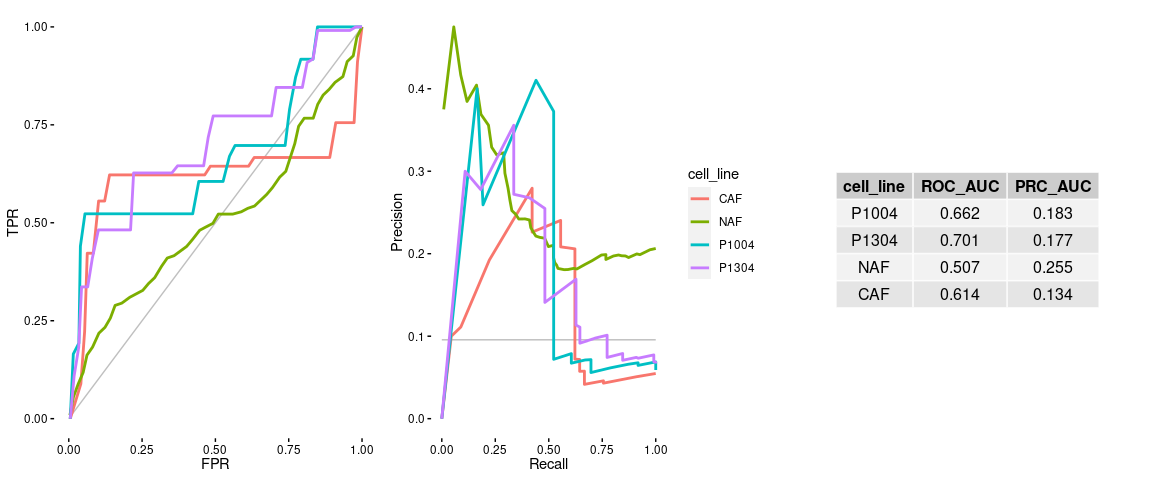 1.00
0.75
0.50
0.25
0.00
TPR
0.00 0.25 0.50 0.75 1.00
FPR
0.4
0.3
0.2
0.1
0.0
Precision
0.00 0.25 0.50 0.75 1.00
Recall
cell_line
CAF
NAF
P1004
P1304
cell_line ROC_AUC PRC_AUC
P1004 0.662 0.183
P1304 0.701 0.177
NAF 0.507 0.255
CAF 0.614 0.134